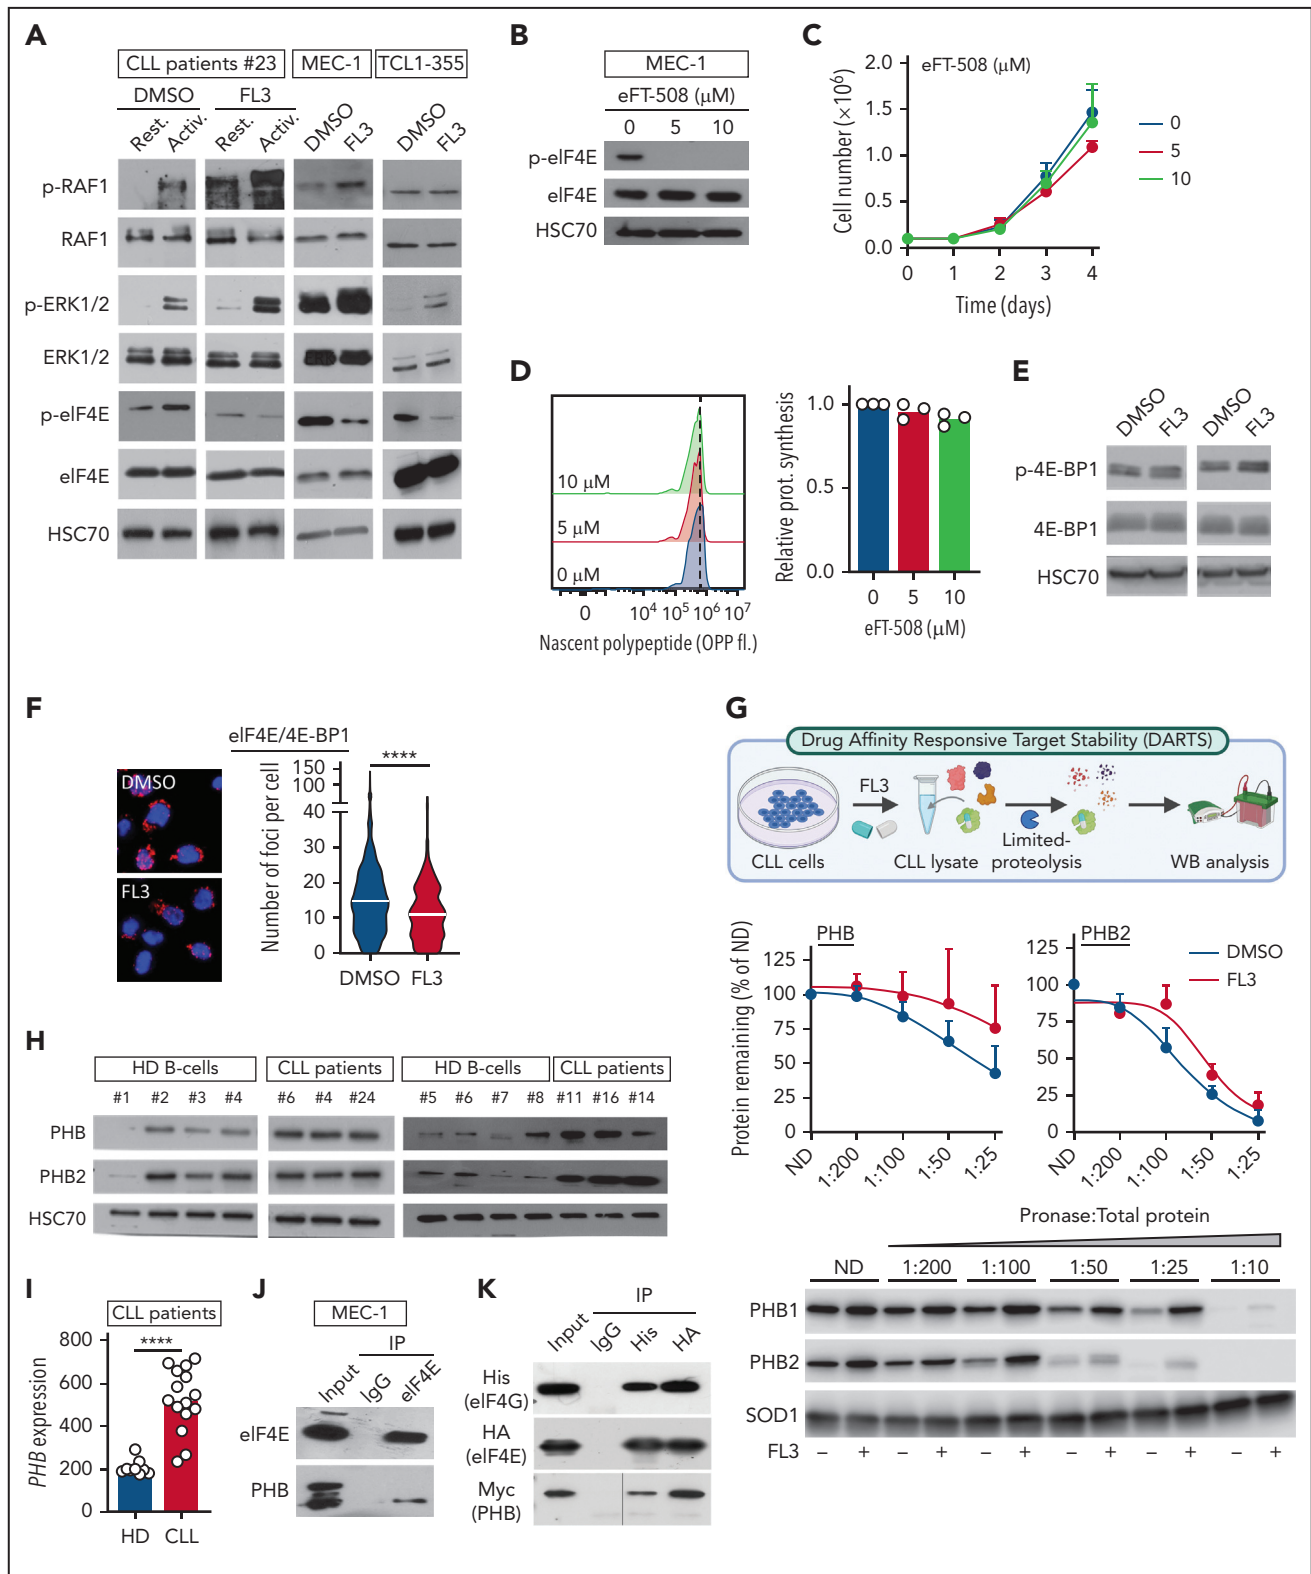 A
CLL patients #23
MEC-1
TCL1-355
DMSO
FL3
Rest.
Activ.
Rest.
Activ.
DMSO
FL3
DMSO
FL3
p-RAF1
RAF1
p-ERK1/2
ERK1/2
p-eIF4E
eIF4E
HSC70
B
MEC-1
eFT-508 (μM)
0 5 10
p-eIF4E
eIF4E
HSC70
C
eFT-508 (μM)
Cell number (×10⁶)
2.0
1.5
1.0
0.5
0.0
0 1 2 3 4
Time (days)
0
5
10
D
10 μM
5 μM
0 μM
0 10⁴ 10⁵ 10⁶ 10⁷
Nascent polypeptide (OPP fl.)
Relative prot. synthesis
1.0
0.5
0.0
0 5 10
eFT-508 (μM)
E
DMSO
FL3
DMSO
FL3
p-4E-BP1
4E-BP1
HSC70
F
DMSO
FL3
eIF4E/4E-BP1
Number of foci per cell
150
100
40
30
20
10
0
****
DMSO FL3
G
Drug Affinity Responsive Target Stability (DARTS)
FL3
CLL cells
CLL lysate
Limited-
proteolysis
WB analysis
Protein remaining (% of ND)
PHB
125
100
75
50
25
0
ND 1:200 1:100 1:50 1:25
PHB2
125
100
75
50
25
0
ND 1:200 1:100 1:50 1:25
DMSO
FL3
Pronase:Total protein
ND 1:200 1:100 1:50 1:25 1:10
PHB1
PHB2
SOD1
FL3 – + – + – + – + – + – +
H
HD B-cells
CLL patients
HD B-cells
CLL patients
#1 #2 #3 #4 #6 #4 #24 #5 #6 #7 #8 #11 #16 #14
PHB
PHB2
HSC70
I
CLL patients
PHB expression
800
600
400
200
0
****
HD CLL
J
MEC-1
IP
Input
IgG
eIF4E
eIF4E
PHB
K
IP
Input
IgG
His
HA
His
(eIF4G)
HA
(eIF4E)
Myc
(PHB)